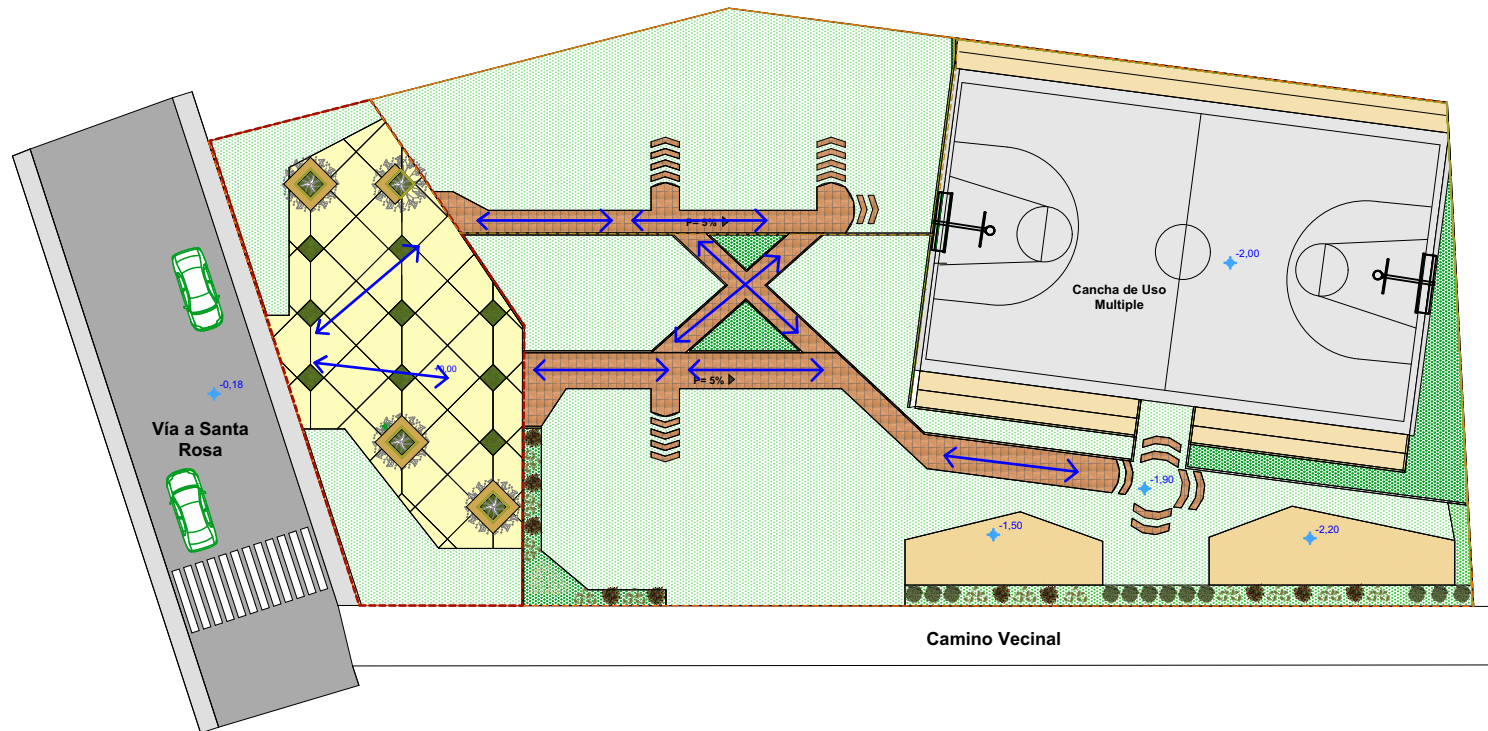 P= 5%
-2,00
Cancha de Uso
Multiple
+0,00
P= 5%
-0,18
Vía a Santa
Rosa
-1,90
-1,50
-2,20
Camino Vecinal